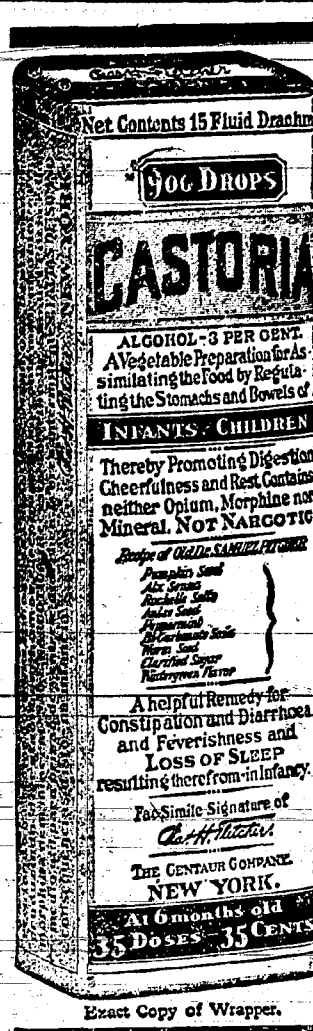 Net Contents 15 Fluid Drachm
900 DROPS
CASTORIA
ALCOHOL-3 PER CENT.
A Vegetable Preparation for As-
similating the Food by Regula-
ting the Stomachs and Bowels of
INFANTS, CHILDREN
Thereby Promoting Digestion
Cheerfulness and Rest. Contains
neither Opium, Morphine nor
Mineral. NOT NARCOTIC
Recipe of Old Dr. SAMUEL PITCHER
Pumpkin Seed
Alx Senna
Rochelle Salts
Anise Seed
Peppermint
Bi Carbonate Soda
Worm Seed
Clarified Sugar
Wintergreen Flavor
A helpful Remedy for
Constipation and Diarrhoea
and Feverishness and
LOSS OF SLEEP
resulting therefrom-in Infancy.
Fac-Simile Signature of
Chas. H. Fletcher.
THE CENTAUR COMPANY.
NEW YORK.
At 6 months old
35 DOSES 35 CENTS
Exact Copy of Wrapper.
NEW YORK